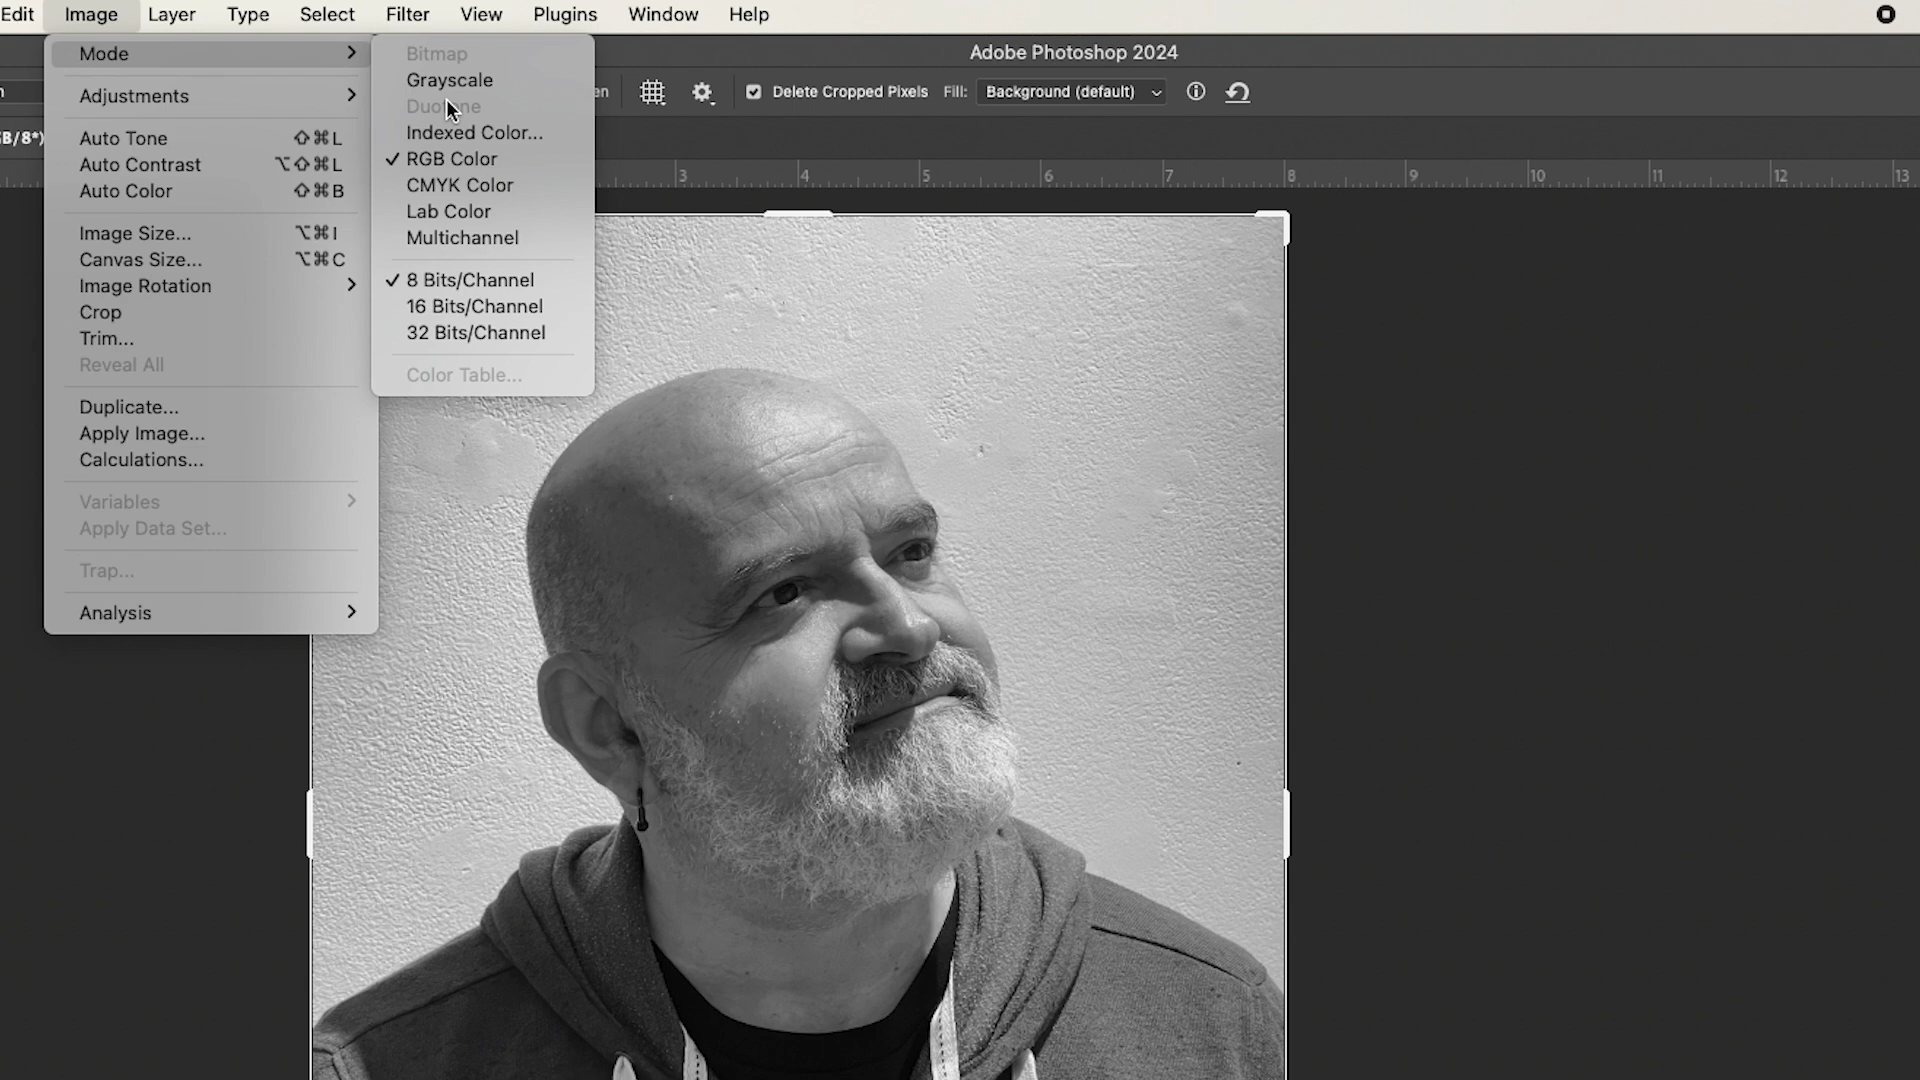 Edit Image Layer Type Select Filter View Plugins Window Help
Adobe Photoshop 2024
Delete Cropped Pixels Fill: Background (default)
B/8*)
3 4 5 6 7 8 9 10 11 12 13
Mode
Adjustments
Auto Tone ⇧⌘L
Auto Contrast ⌥⇧⌘L
Auto Color ⇧⌘B
Image Size... ⌥⌘I
Canvas Size... ⌥⌘C
Image Rotation
Crop
Trim...
Reveal All
Duplicate...
Apply Image...
Calculations...
Variables
Apply Data Set...
Trap...
Analysis
Bitmap
Grayscale
Indexed Color...
✓ RGB Color
CMYK Color
Lab Color
Multichannel
✓ 8 Bits/Channel
16 Bits/Channel
32 Bits/Channel
Color Table...